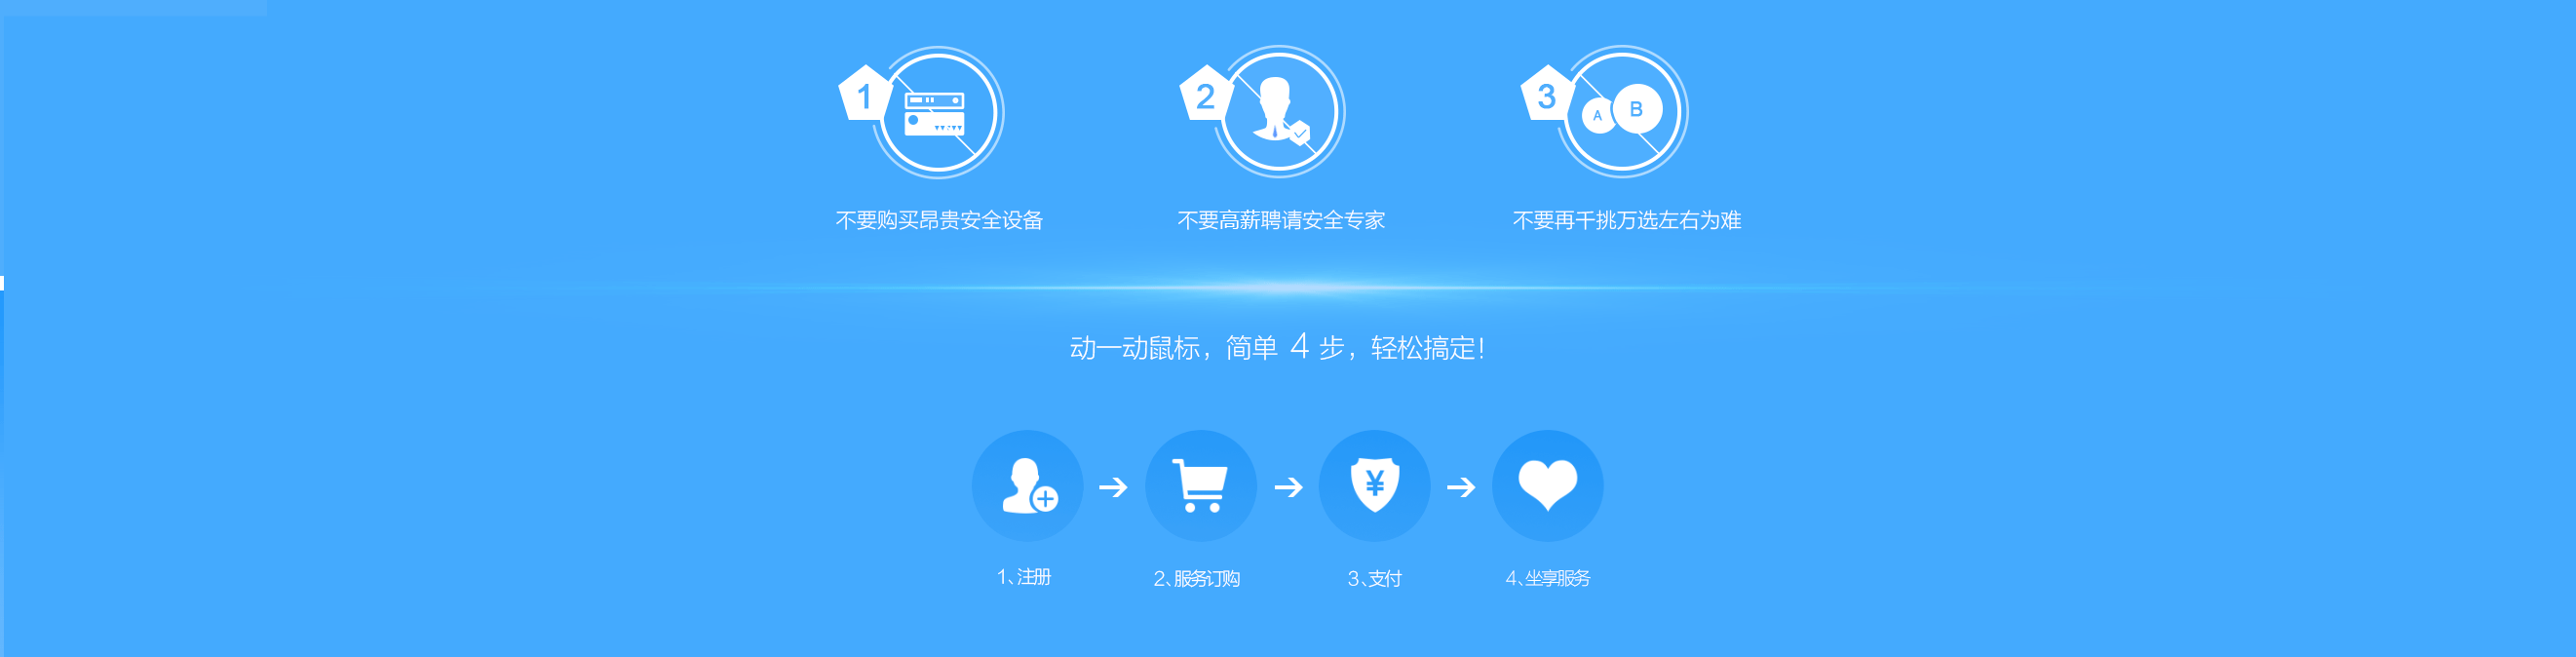 1
2
3
A
B
不要购买昂贵安全设备
不要高薪聘请安全专家
不要再千挑万选左右为难
动一动鼠标，简单 4 步，轻松搞定！
¥
1、注册
2、服务订购
3、支付
4、坐享服务